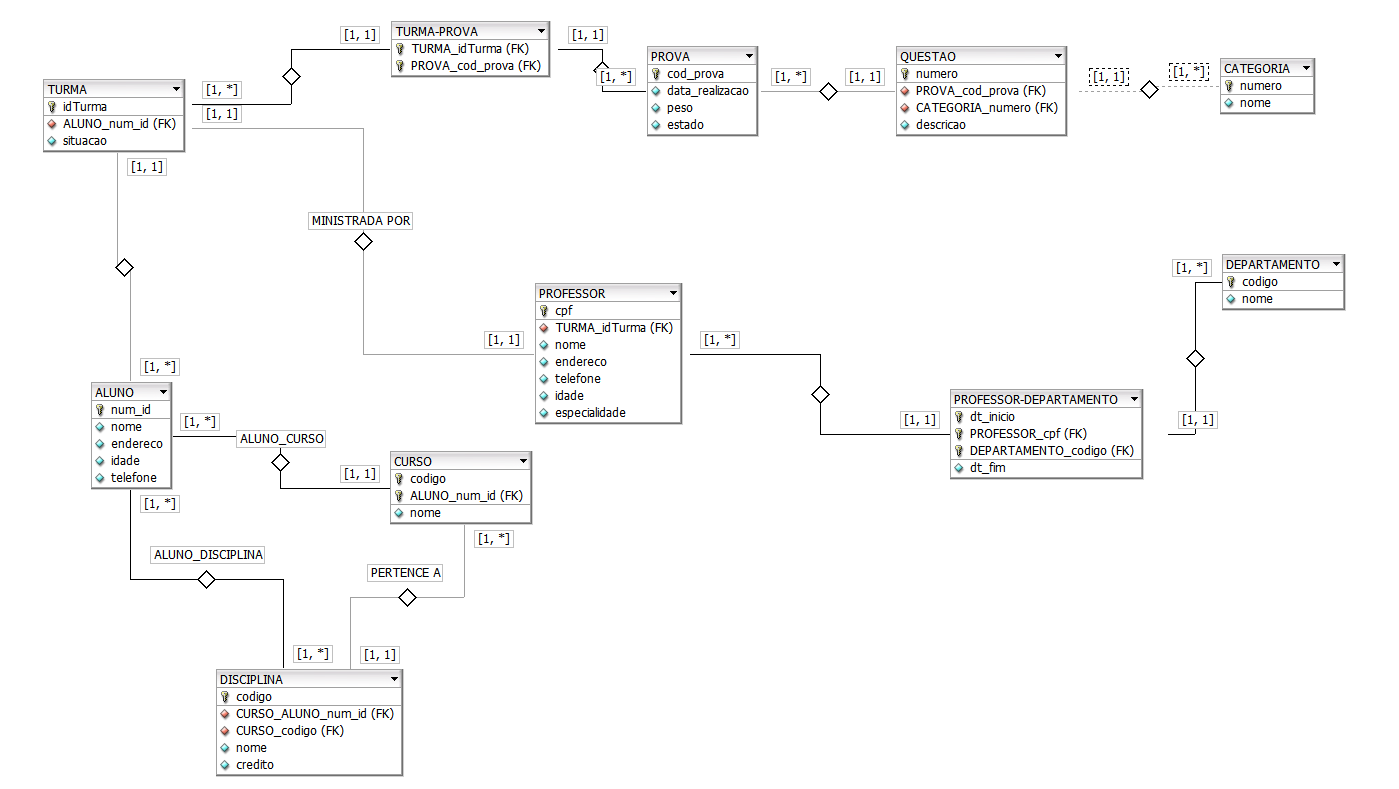 TURMA-PROVA
TURMA_idTurma (FK)
PROVA_cod_prova (FK)
[1, 1]
[1, 1]
PROVA
cod_prova
data_realizacao
peso
estado
[1, *]
[1, *]
[1, 1]
QUESTAO
numero
PROVA_cod_prova (FK)
CATEGORIA_numero (FK)
descricao
[1, 1]
[1, *]
CATEGORIA
numero
nome
TURMA
idTurma
ALUNO_num_id (FK)
situacao
[1, *]
[1, 1]
[1, 1]
MINISTRADA POR
[1, 1]
PROFESSOR
cpf
TURMA_idTurma (FK)
nome
endereco
telefone
idade
especialidade
[1, *]
[1, *]
DEPARTAMENTO
codigo
nome
[1, 1]
PROFESSOR-DEPARTAMENTO
dt_inicio
PROFESSOR_cpf (FK)
DEPARTAMENTO_codigo (FK)
dt_fim
[1, 1]
[1, *]
ALUNO
num_id
nome
endereco
idade
telefone
[1, *]
ALUNO_CURSO
[1, 1]
CURSO
codigo
ALUNO_num_id (FK)
nome
[1, *]
[1, *]
ALUNO_DISCIPLINA
PERTENCE A
[1, *]
[1, 1]
DISCIPLINA
codigo
CURSO_ALUNO_num_id (FK)
CURSO_codigo (FK)
nome
credito